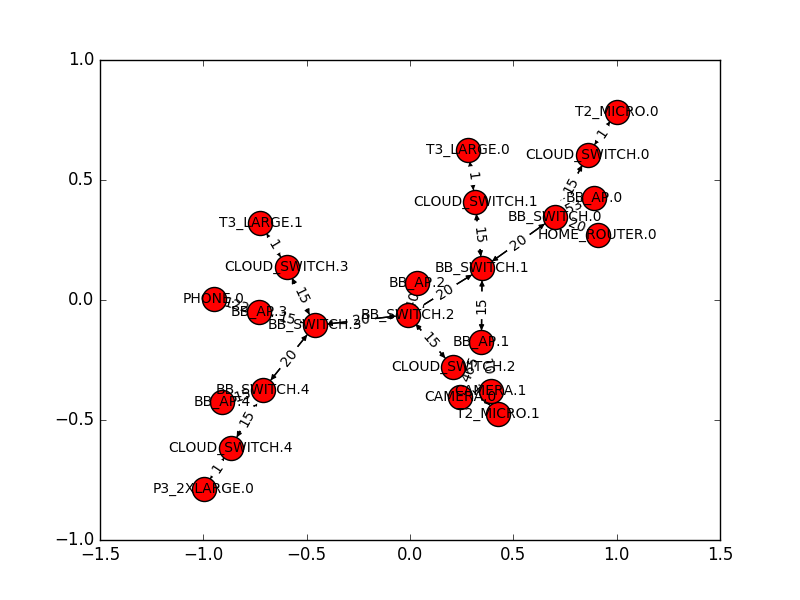 1.0
T2_MICRO.0
1
T3_LARGE.0
CLOUD_SWITCH.0
1
15
0.5
BB_AP.0
CLOUD_SWITCH.1
53
BB_SWITCH.0
20
T3_LARGE.1
HOME_ROUTER.0
15
20
1
CLOUD_SWITCH.3
BB_SWITCH.1
BB_AP.2
0.0
PHONE.0
15
20
15
BB_AP.3
15
BB_SWITCH.3
20
BB_SWITCH.2
15
BB_AP.1
20
CLOUD_SWITCH.2
BB_SWITCH.4
CAMERA.1
BB_AP.4
CAMERA.0
T2_MICRO.1
−0.5
15
CLOUD_SWITCH.4
1
P3_2XLARGE.0
−1.0
−1.5
−1.0
−0.5
0.0
0.5
1.0
1.5